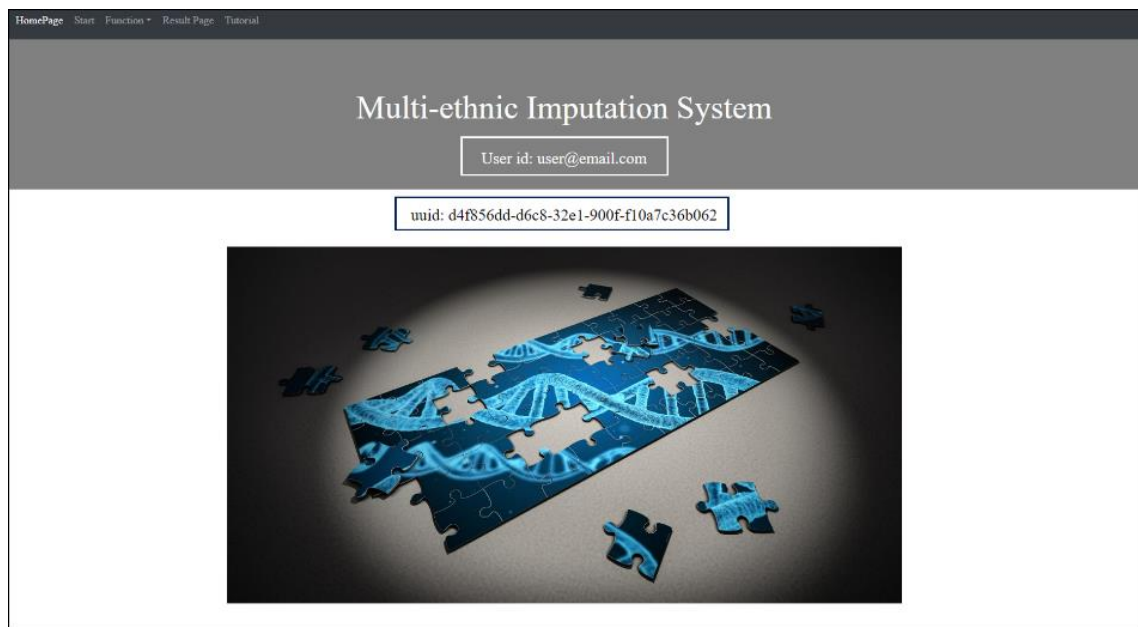 HomePage Start Function Result Page Tutorial
Multi-ethnic Imputation System
User id: user@email.com
uuid: d4f856dd-d6c8-32e1-900f-f10a7c36b062